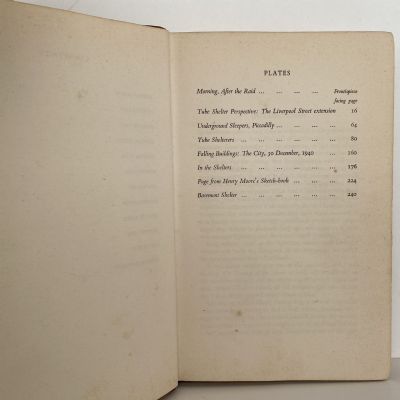 PLATES
Morning, After the Raid ... ... ... ... Frontispiece
facing page
Tube Shelter Perspective: The Liverpool Street extension 16
Underground Sleepers, Piccadilly ... ... ... ... 64
Tube Shelterers ... ... ... ... ... 80
Falling Buildings: The City, 30 December, 1940 ... ... 160
In the Shelters ... ... ... ... ... 176
Page from Henry Moore's Sketch-book ... ... ... 224
Basement Shelter ... ... ... ... ... 240